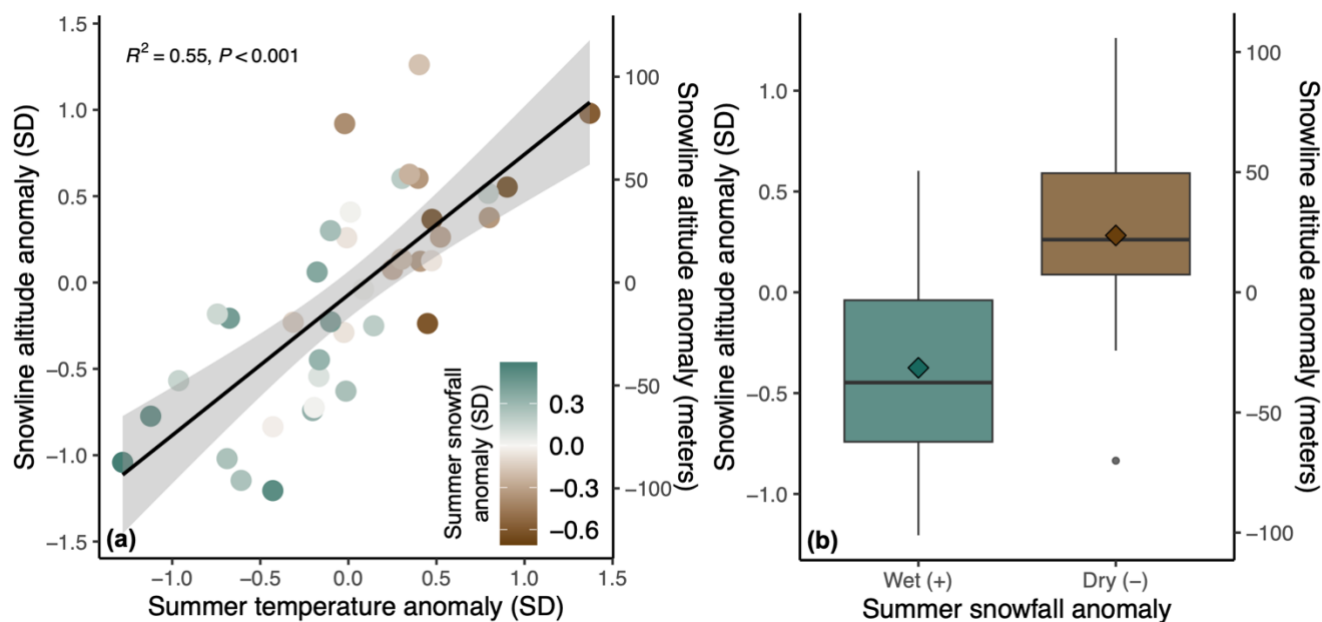 R² = 0.55, P < 0.001
Snowline altitude anomaly (SD)
1.5
1.0
0.5
0.0
−0.5
−1.0
−1.5
−1.0
−0.5
0.0
0.5
1.0
1.5
Summer temperature anomaly (SD)
100
50
0
−50
−100
Snowline altitude anomaly (meters)
Summer snowfall
anomaly (SD)
0.3
0.0
−0.3
−0.6
(a)
Snowline altitude anomaly (SD)
1.0
0.5
0.0
−0.5
−1.0
100
50
0
−50
−100
Snowline altitude anomaly (meters)
(b)
Wet (+)
Dry (−)
Summer snowfall anomaly